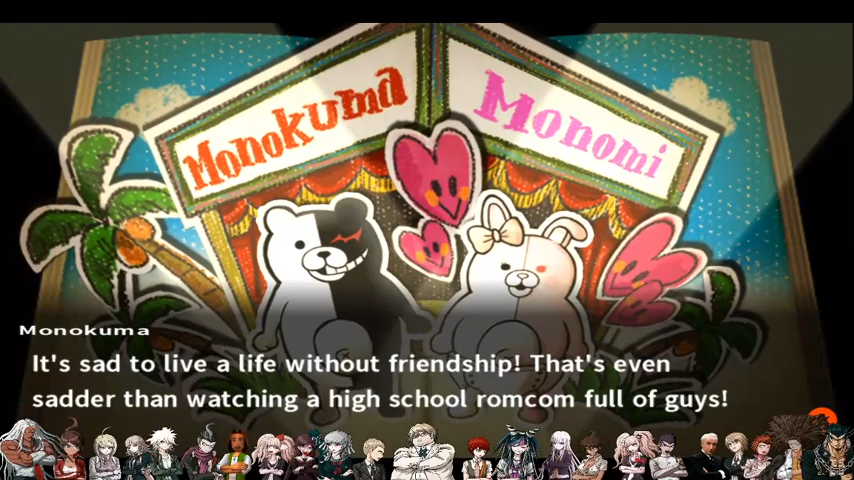 Monokuma
Monomi
Monokuma
It's sad to live a life without friendship! That's even
sadder than watching a high school romcom full of guys!